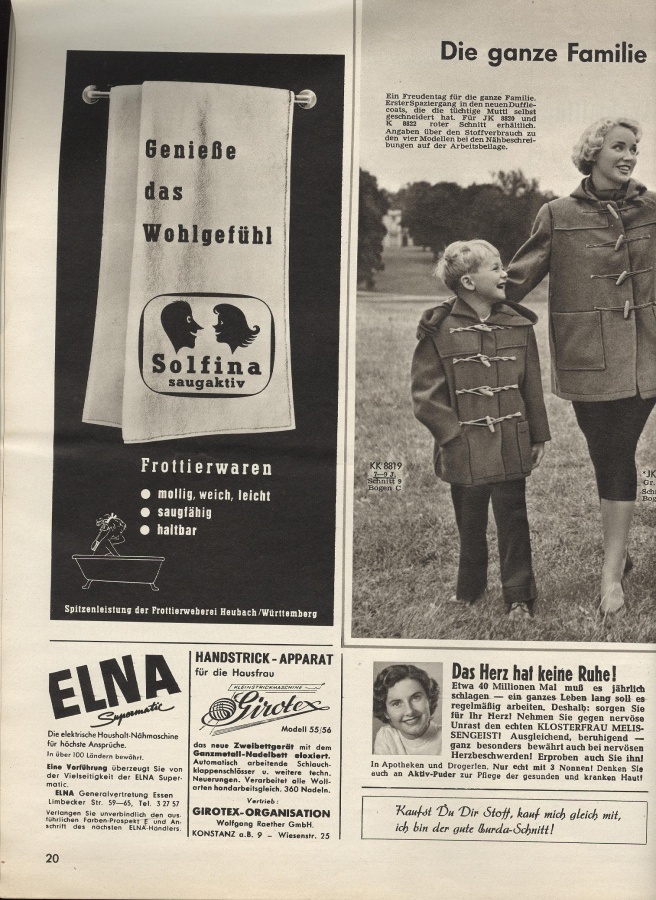 Genieße
das
Wohlgefühl
Solfina
saugaktiv
Frottierwaren
mollig, weich, leicht
saugfähig
haltbar
Spitzenleistung der Frottierweberei Heubach/Württemberg
Die ganze Familie
Ein Freudentag für die ganze Familie.
Erster Spaziergang in den neuen Duffle-
coats, die die tüchtige Mutti selbst
geschneidert hat. Für JK 8820 und
K 8822 roter Schnitt erhältlich.
Angaben über den Stoffverbrauch zu
den vier Modellen bei den Nähbeschrei-
bungen auf der Arbeitsbeilage.
KK 8819
7—9 J.
Schnitt 9
Bogen C
JK
Gr.
Sch
Bog
ELNA
Supermatic
Die elektrische Haushalt-Nähmaschine
für höchste Ansprüche.
In über 100 Ländern bewährt.
Eine Vorführung überzeugt Sie von
der Vielseitigkeit der ELNA Super-
matic.
ELNA Generalvertretung Essen
Limbecker Str. 59—65, Tel. 3 27 57
Verlangen Sie unverbindlich den aus-
führlichen Farben-Prospekt E und An-
schrift des nächsten ELNA-Händlers.
HANDSTRICK-APPARAT
für die Hausfrau
KLEINSTRICKMASCHINE
Girotex
Modell 55/56
das neue Zweibettgerät mit dem
Ganzmetall-Nadelbett eloxiert.
Automatisch arbeitende Schlauch-
klappenschlösser u. weitere techn.
Neuerungen. Verarbeitet alle Woll-
arten handarbeitsgleich. 360 Nadeln.
Vertrieb:
GIROTEX-ORGANISATION
Wolfgang Raether GmbH.
KONSTANZ a.B. 9 – Wiesenstr. 25
Das Herz hat keine Ruhe!
Etwa 40 Millionen Mal muß es jährlich
schlagen — ein ganzes Leben lang soll es
regelmäßig arbeiten. Deshalb: sorgen Sie
für Ihr Herz! Nehmen Sie gegen nervöse
Unrast den echten KLOSTERFRAU MELIS-
SENGEIST! Ausgleichend, beruhigend —
ganz besonders bewährt auch bei nervösen
Herzbeschwerden! Erproben auch Sie ihn!
In Apotheken und Drogerien. Nur echt mit 3 Nonnen! Denken Sie
auch an Aktiv-Puder zur Pflege der gesunden und kranken Haut!
Kaufst Du Dir Stoff, kauf mich gleich mit,
ich bin der gute Burda-Schnitt!
20